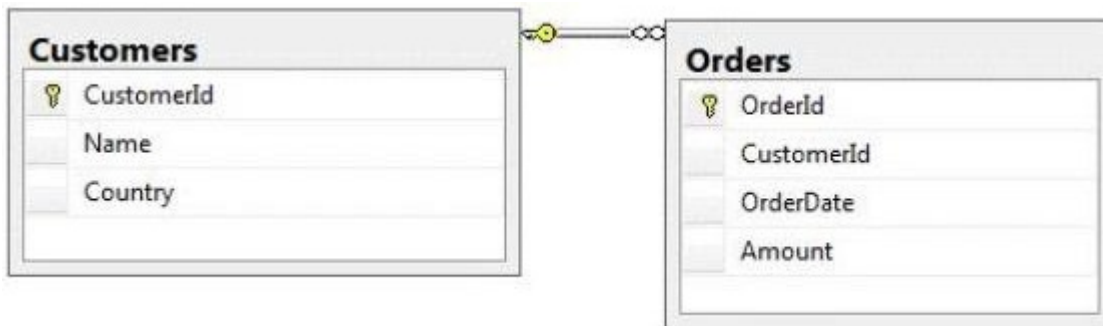 Customers
CustomerId
Name
Country
Orders
OrderId
CustomerId
OrderDate
Amount